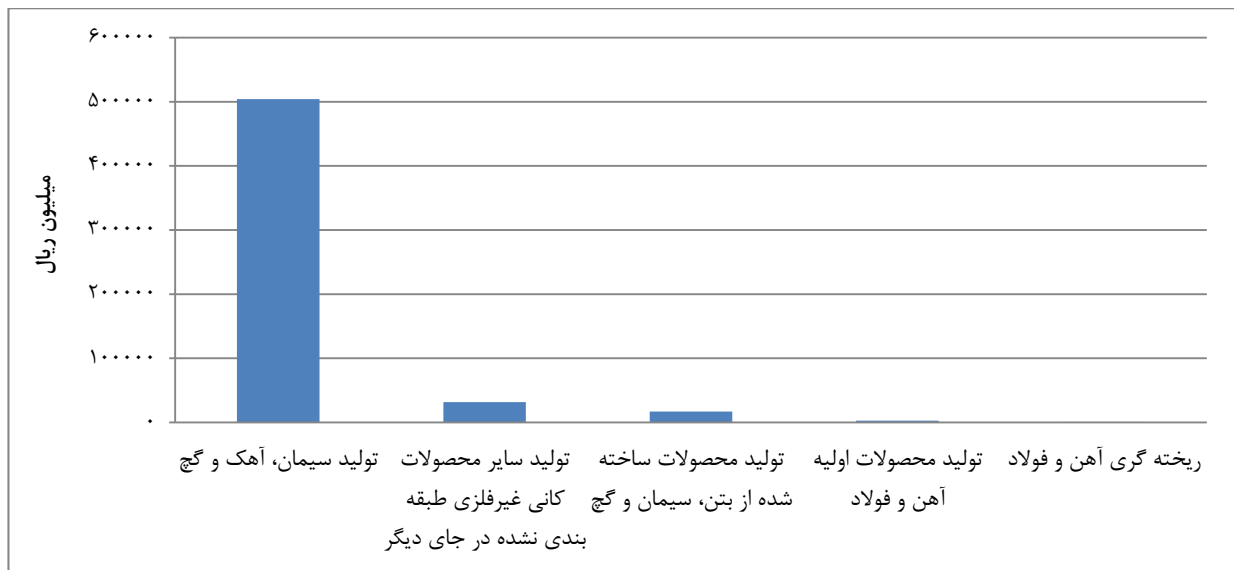 ۶۰۰۰۰۰
۵۰۰۰۰۰
۴۰۰۰۰۰
۳۰۰۰۰۰
۲۰۰۰۰۰
۱۰۰۰۰۰
۰
میلیون ریال
تولید سیمان، آهک و گچ
تولید سایر محصولات
کانی غیرفلزی طبقه
بندی نشده در جای دیگر
تولید محصولات ساخته
شده از بتن، سیمان و گچ
تولید محصولات اولیه
آهن و فولاد
ریخته گری آهن و فولاد